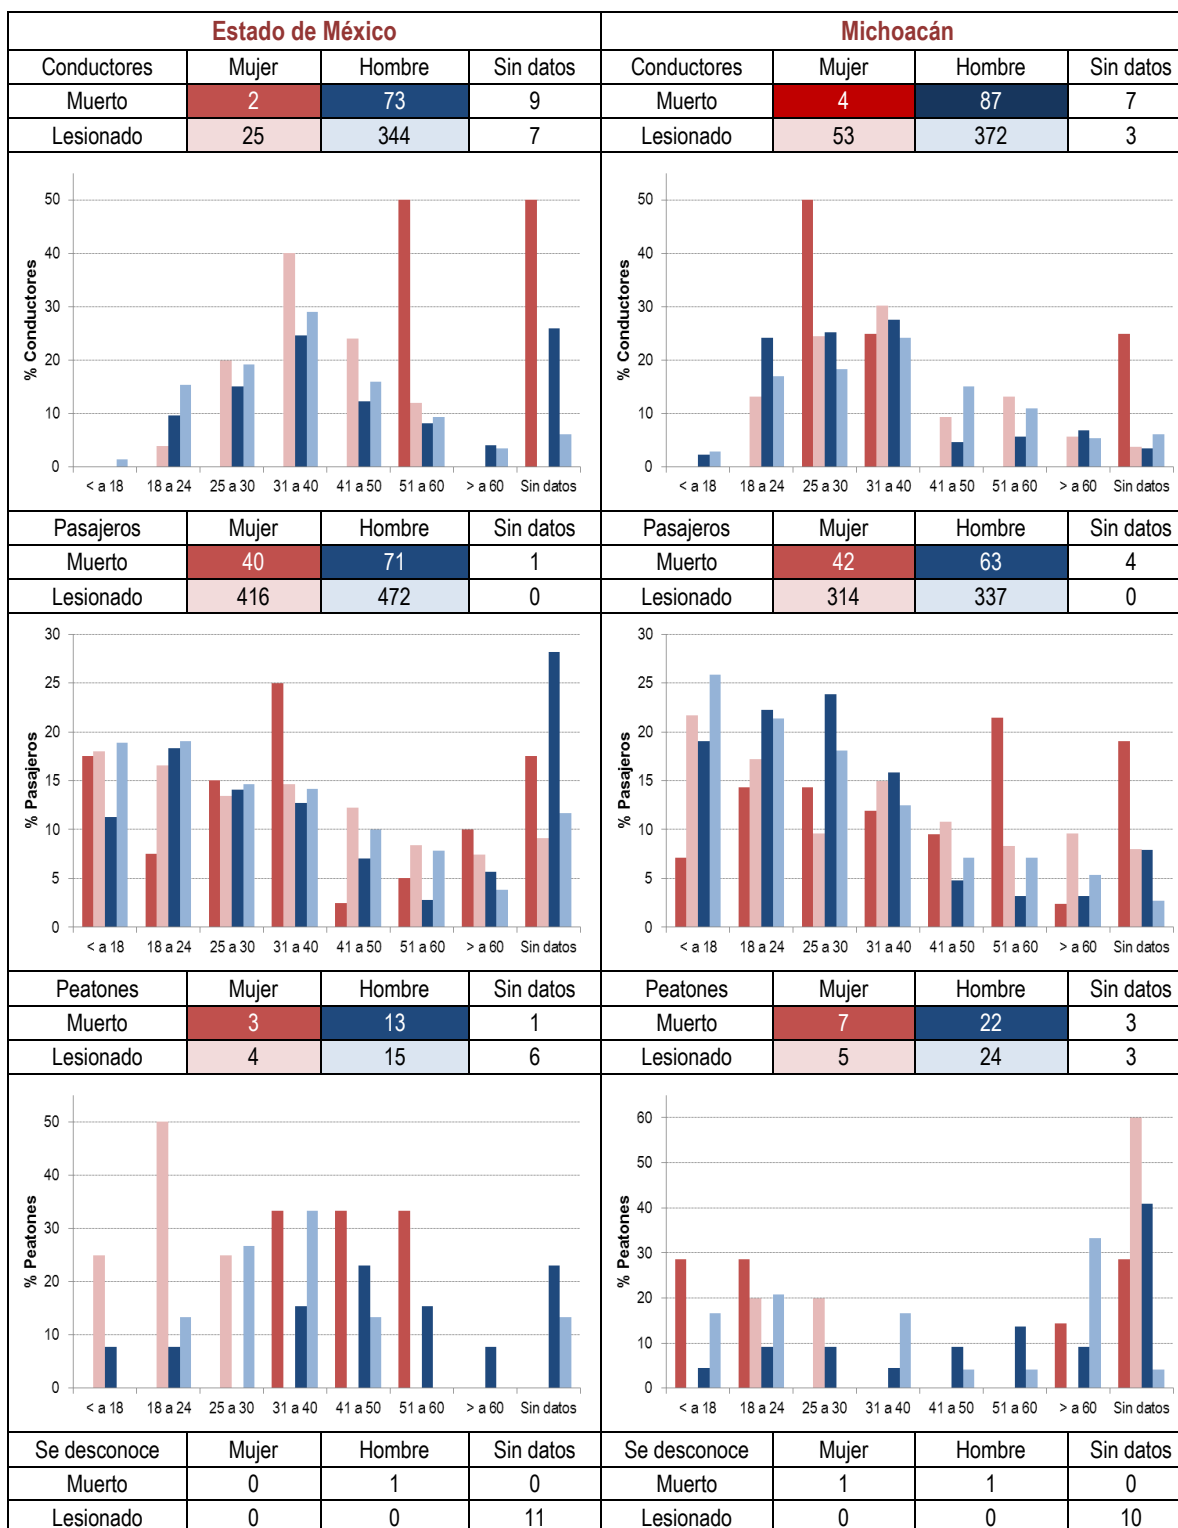 Estado de México Michoacán
Conductores Mujer Hombre Sin datos Conductores Mujer Hombre Sin datos
Muerto 2 73 9 Muerto 4 87 7
Lesionado 25 344 7 Lesionado 53 372 3
50
40
30
20
10
0
% Conductores
< a 18 18 a 24 25 a 30 31 a 40 41 a 50 51 a 60 > a 60 Sin datos
50
40
30
20
10
0
% Conductores
< a 18 18 a 24 25 a 30 31 a 40 41 a 50 51 a 60 > a 60 Sin datos
Pasajeros Mujer Hombre Sin datos Pasajeros Mujer Hombre Sin datos
Muerto 40 71 1 Muerto 42 63 4
Lesionado 416 472 0 Lesionado 314 337 0
30
25
20
15
10
5
0
% Pasajeros
< a 18 18 a 24 25 a 30 31 a 40 41 a 50 51 a 60 > a 60 Sin datos
30
25
20
15
10
5
0
% Pasajeros
< a 18 18 a 24 25 a 30 31 a 40 41 a 50 51 a 60 > a 60 Sin datos
Peatones Mujer Hombre Sin datos Peatones Mujer Hombre Sin datos
Muerto 3 13 1 Muerto 7 22 3
Lesionado 4 15 6 Lesionado 5 24 3
50
40
30
20
10
0
% Peatones
< a 18 18 a 24 25 a 30 31 a 40 41 a 50 51 a 60 > a 60 Sin datos
60
50
40
30
20
10
0
% Peatones
< a 18 18 a 24 25 a 30 31 a 40 41 a 50 51 a 60 > a 60 Sin datos
Se desconoce Mujer Hombre Sin datos Se desconoce Mujer Hombre Sin datos
Muerto 0 1 0 Muerto 1 1 0
Lesionado 0 0 11 Lesionado 0 0 10